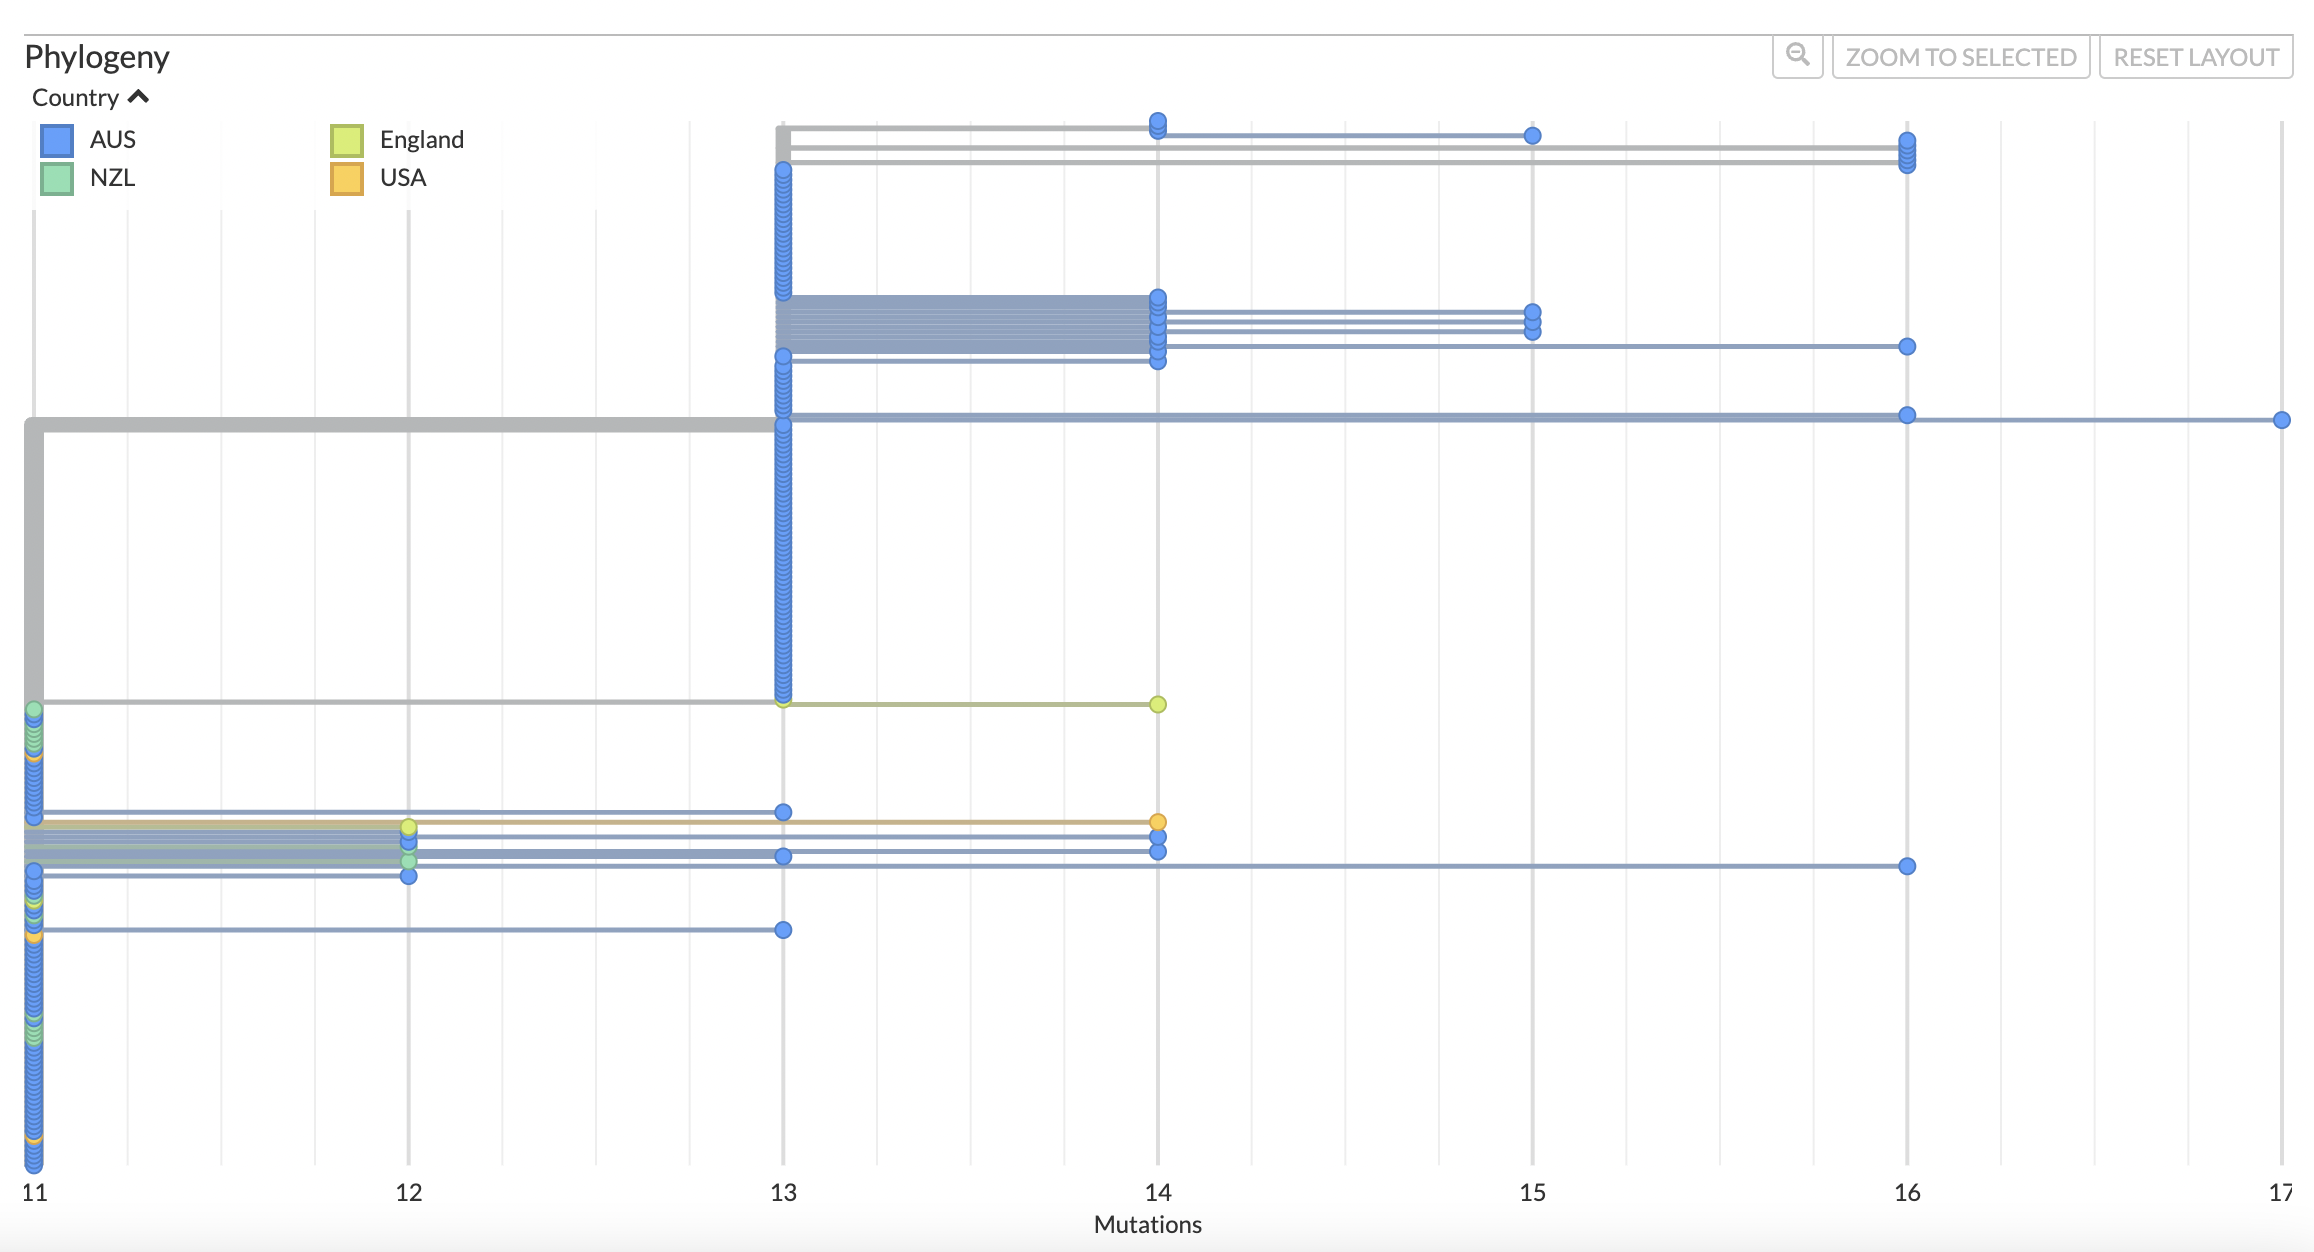 Phylogeny
ZOOM TO SELECTED
RESET LAYOUT
Country
AUS
England
NZL
USA
11 12 13 14 15 16 17
Mutations